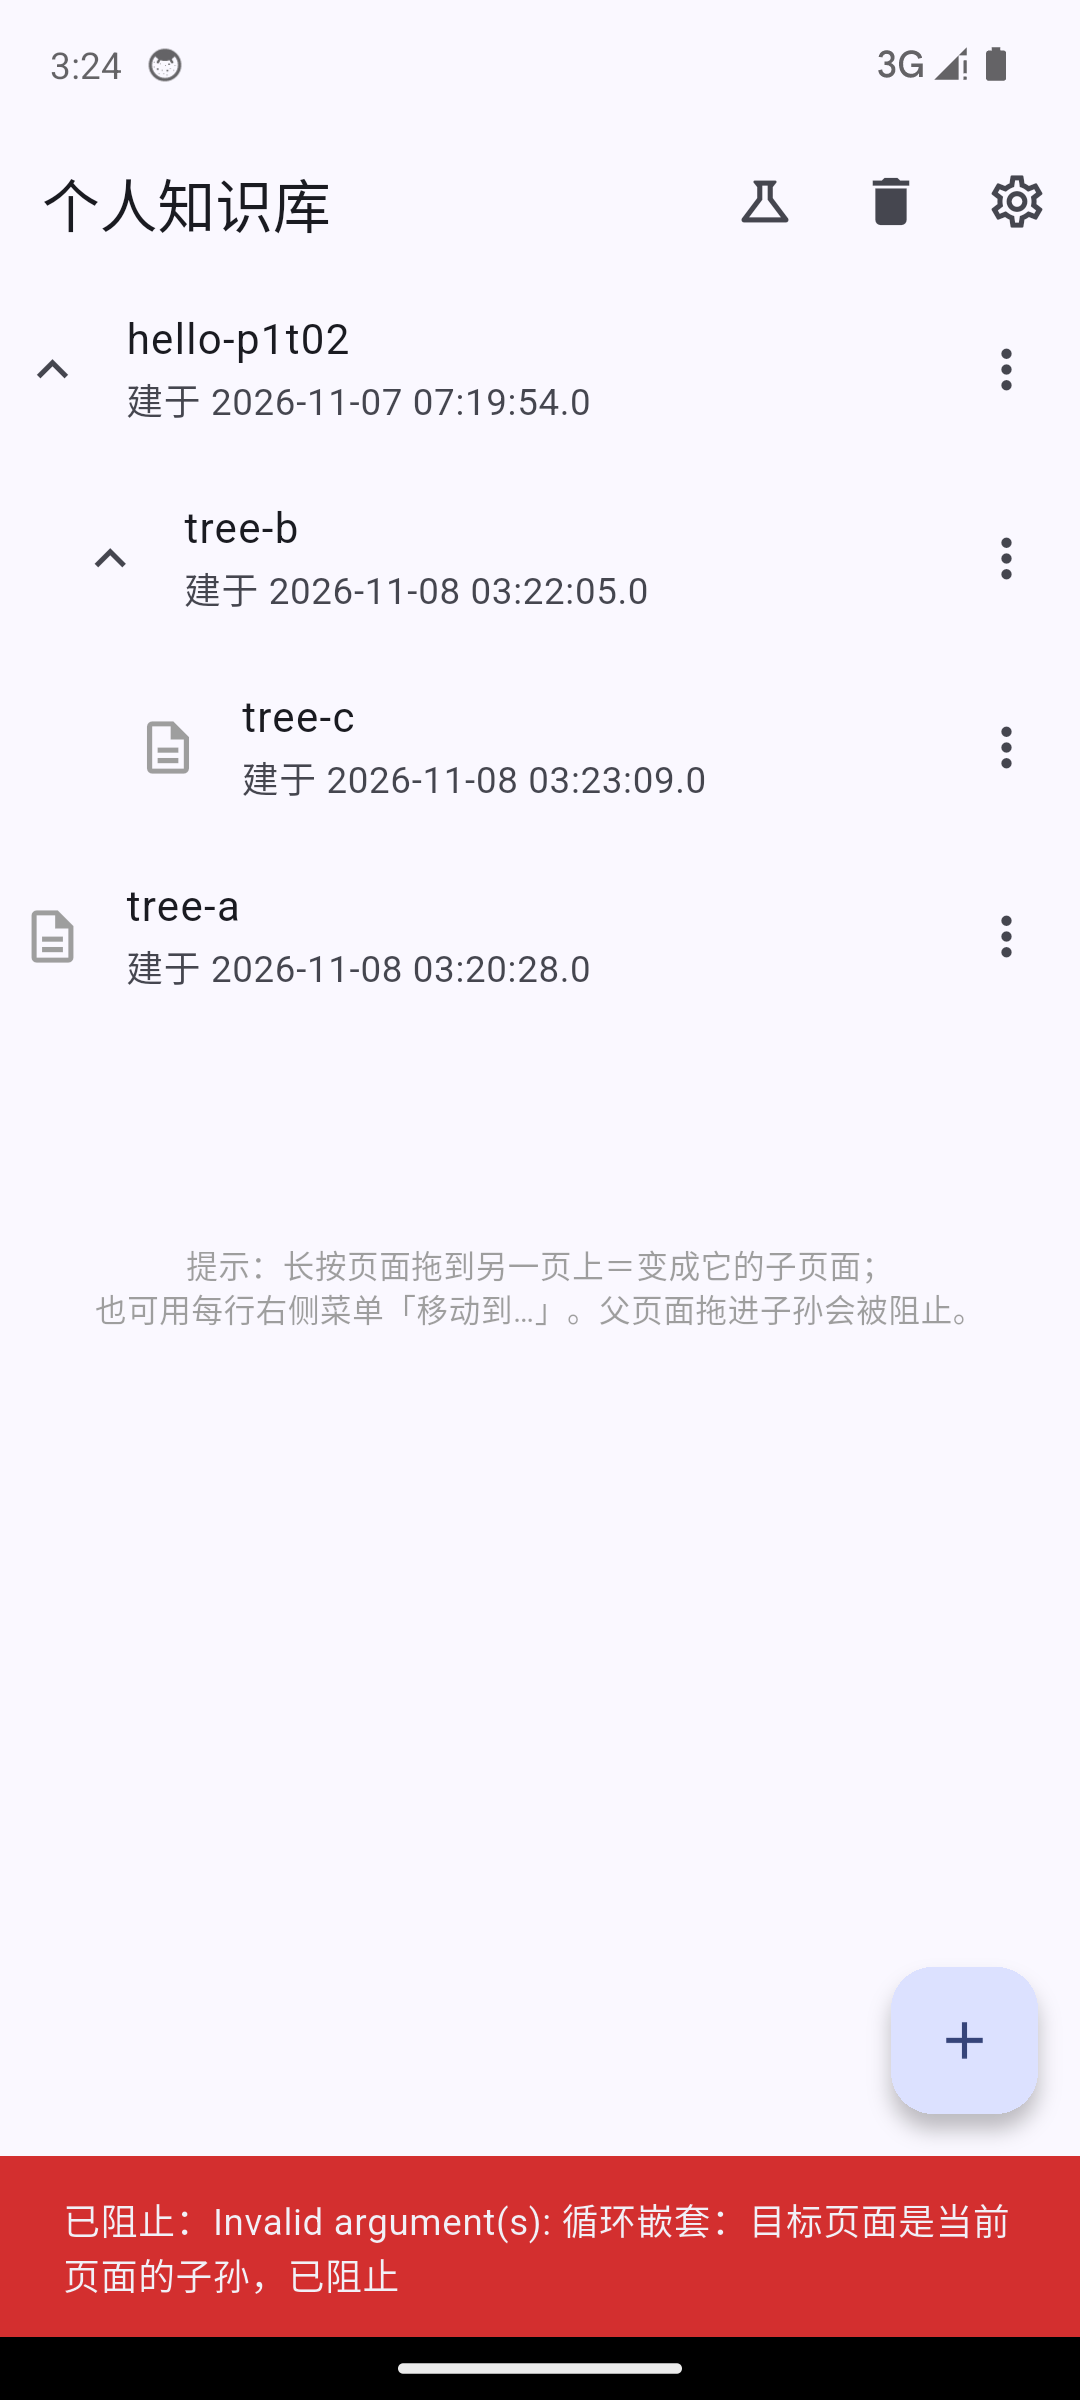 3:24
3G
个人知识库
hello-p1t02
建于 2026-11-07 07:19:54.0
tree-b
建于 2026-11-08 03:22:05.0
tree-c
建于 2026-11-08 03:23:09.0
tree-a
建于 2026-11-08 03:20:28.0
提示：长按页面拖到另一页上＝变成它的子页面；
也可用每行右侧菜单「移动到…」。父页面拖进子孙会被阻止。
已阻止：Invalid argument(s): 循环嵌套：目标页面是当前
页面的子孙，已阻止